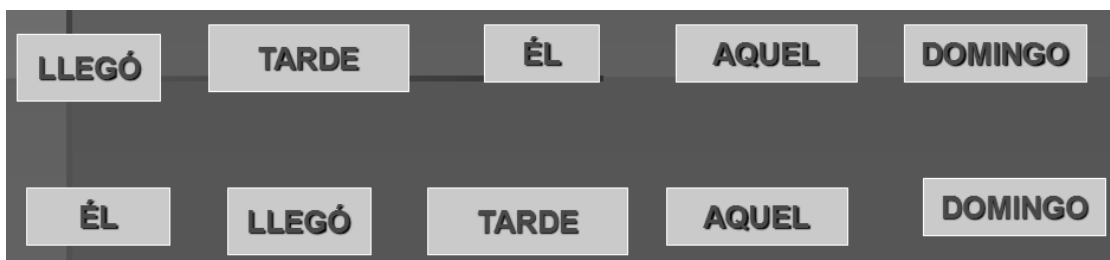 LLEGÓ TARDE ÉL AQUEL DOMINGO
ÉL LLEGÓ TARDE AQUEL DOMINGO